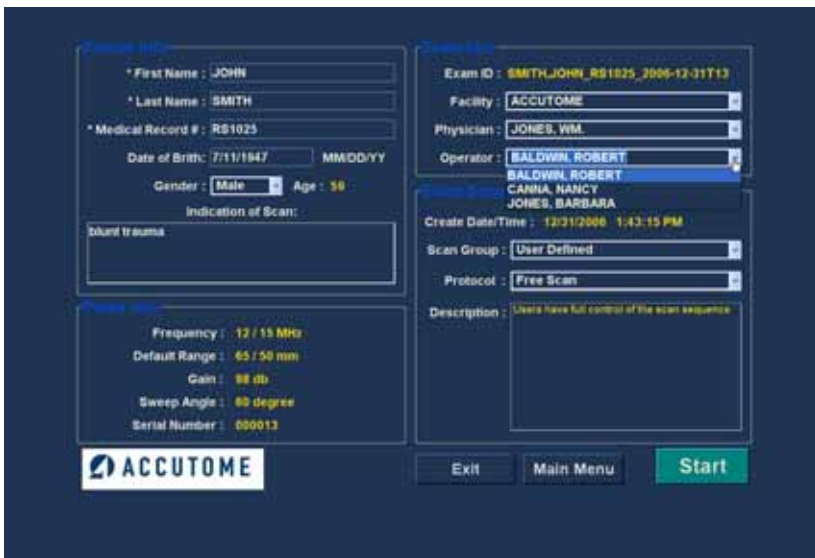 * First Name : JOHN
* Last Name : SMITH
* Medical Record # : RS1025
Date of Brith: 7/11/1947 MM/DD/YY
Gender : Male Age : 59
Indication of Scan:
blunt trauma
Frequency : 12 / 15 MHz
Default Range : 65 / 50 mm
Gain : 98 db
Sweep Angle : 60 degree
Serial Number : 000013
ACCUTOME
Exam ID : SMITH,JOHN_RS1025_2006-12-31T13
Facility : ACCUTOME
Physician : JONES, WM.
Operator : BALDWIN, ROBERT
BALDWIN, ROBERT
CANNA, NANCY
JONES, BARBARA
Create Date/Time : 12/31/2006 1:43:15 PM
Scan Group : User Defined
Protocol : Free Scan
Description : Users have full control of the scan sequence
Exit Main Menu Start